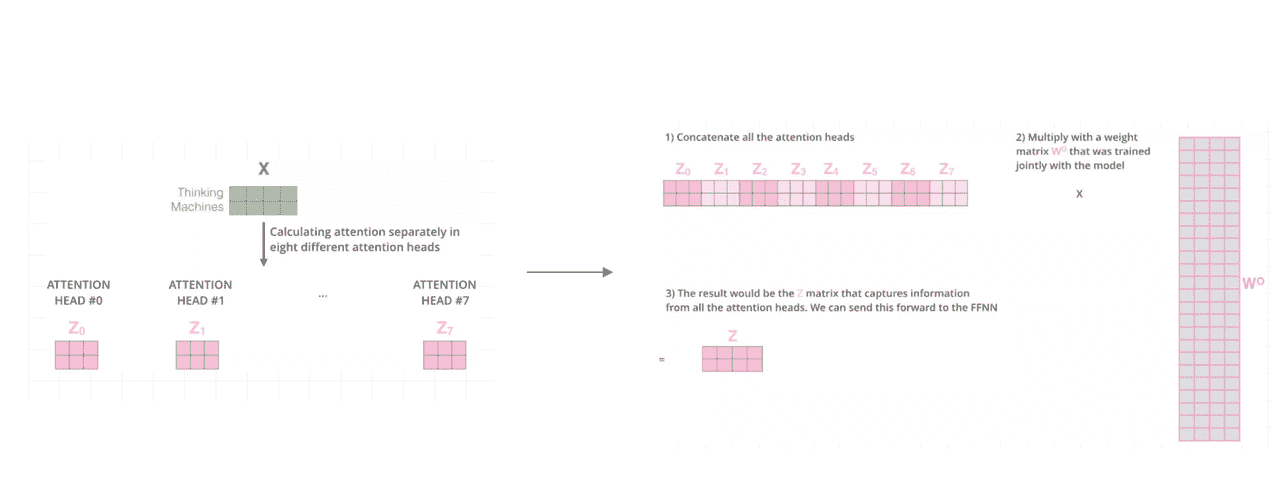 X
Thinking
Machines
Calculating attention separately in
eight different attention heads
ATTENTION
HEAD #0
ATTENTION
HEAD #1
...
ATTENTION
HEAD #7
Z0
Z1
Z7
1) Concatenate all the attention heads
Z0 Z1 Z2 Z3 Z4 Z5 Z6 Z7
2) Multiply with a weight
matrix WO that was trained
jointly with the model
X
WO
3) The result would be the Z matrix that captures information
from all the attention heads. We can send this forward to the FFNN
Z
=